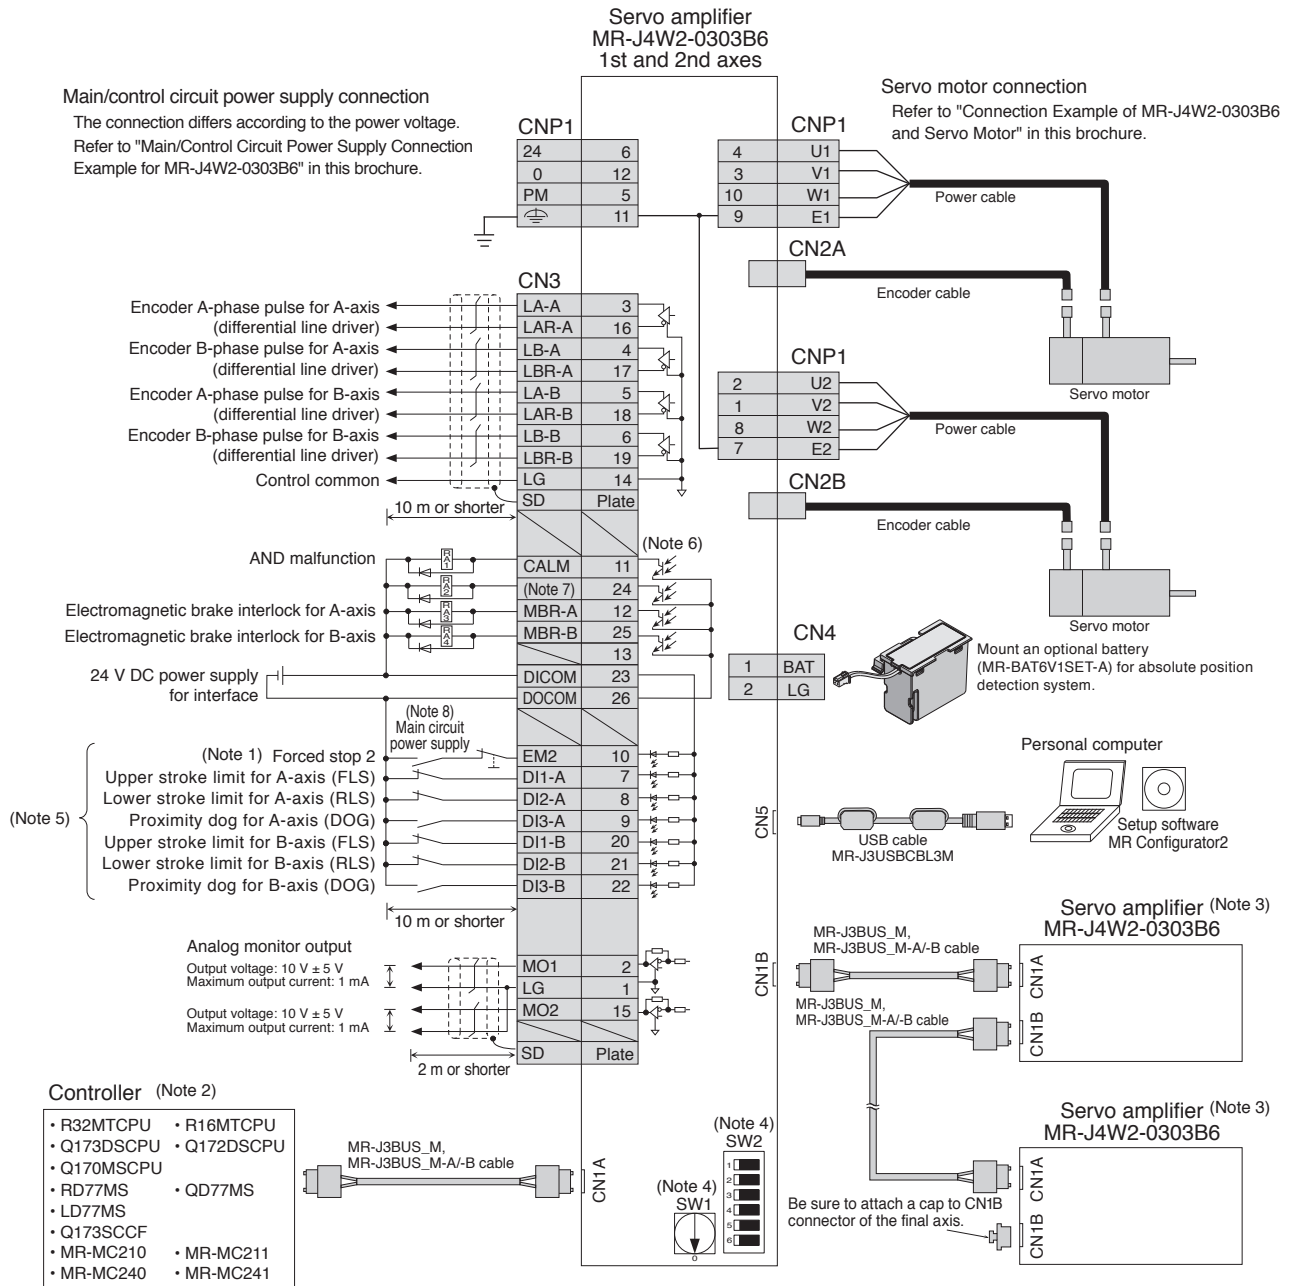 Servo amplifier
MR-J4W2-0303B6
1st and 2nd axes
Main/control circuit power supply connection
The connection differs according to the power voltage.
Refer to "Main/Control Circuit Power Supply Connection
Example for MR-J4W2-0303B6" in this brochure.
Servo motor connection
Refer to "Connection Example of MR-J4W2-0303B6
and Servo Motor" in this brochure.
CNP1
24 6
0 12
PM 5
11
CNP1
4 U1
3 V1
10 W1
9 E1
Power cable
CN2A
Encoder cable
Servo motor
CN3
Encoder A-phase pulse for A-axis LA-A 3
(differential line driver) LAR-A 16
Encoder B-phase pulse for A-axis LB-A 4
(differential line driver) LBR-A 17
Encoder A-phase pulse for B-axis LA-B 5
(differential line driver) LAR-B 18
Encoder B-phase pulse for B-axis LB-B 6
(differential line driver) LBR-B 19
Control common LG 14
SD Plate
10 m or shorter
CNP1
2 U2
1 V2
8 W2
7 E2
Power cable
CN2B
Encoder cable
Servo motor
(Note 6)
AND malfunction RA1 CALM 11
RA2 (Note 7) 24
Electromagnetic brake interlock for A-axis RA3 MBR-A 12
Electromagnetic brake interlock for B-axis RA4 MBR-B 25
13
24 V DC power supply DICOM 23
for interface DOCOM 26
CN4
1 BAT
2 LG
Mount an optional battery
(MR-BAT6V1SET-A) for absolute position
detection system.
(Note 8)
Main circuit
power supply
(Note 1) Forced stop 2 EM2 10
Upper stroke limit for A-axis (FLS) DI1-A 7
Lower stroke limit for A-axis (RLS) DI2-A 8
(Note 5)
Proximity dog for A-axis (DOG) DI3-A 9
Upper stroke limit for B-axis (FLS) DI1-B 20
Lower stroke limit for B-axis (RLS) DI2-B 21
Proximity dog for B-axis (DOG) DI3-B 22
10 m or shorter
CN5
USB cable
MR-J3USBCBL3M
Personal computer
Setup software
MR Configurator2
Analog monitor output
Output voltage: 10 V ± 5 V
Maximum output current: 1 mA
Output voltage: 10 V ± 5 V
Maximum output current: 1 mA
MO1 2
LG 1
MO2 15
SD Plate
2 m or shorter
CN1B
MR-J3BUS_M,
MR-J3BUS_M-A/-B cable
Servo amplifier (Note 3)
MR-J4W2-0303B6
CN1A
CN1B
MR-J3BUS_M,
MR-J3BUS_M-A/-B cable
Servo amplifier (Note 3)
MR-J4W2-0303B6
CN1A
CN1B
Be sure to attach a cap to CN1B
connector of the final axis.
Controller (Note 2)
• R32MTCPU • R16MTCPU
• Q173DSCPU • Q172DSCPU
• Q170MSCPU
• RD77MS • QD77MS
• LD77MS
• Q173SCCF
• MR-MC210 • MR-MC211
• MR-MC240 • MR-MC241
MR-J3BUS_M,
MR-J3BUS_M-A/-B cable
CN1A
(Note 4)
SW1
0
(Note 4)
SW2
1
2
3
4
5
6